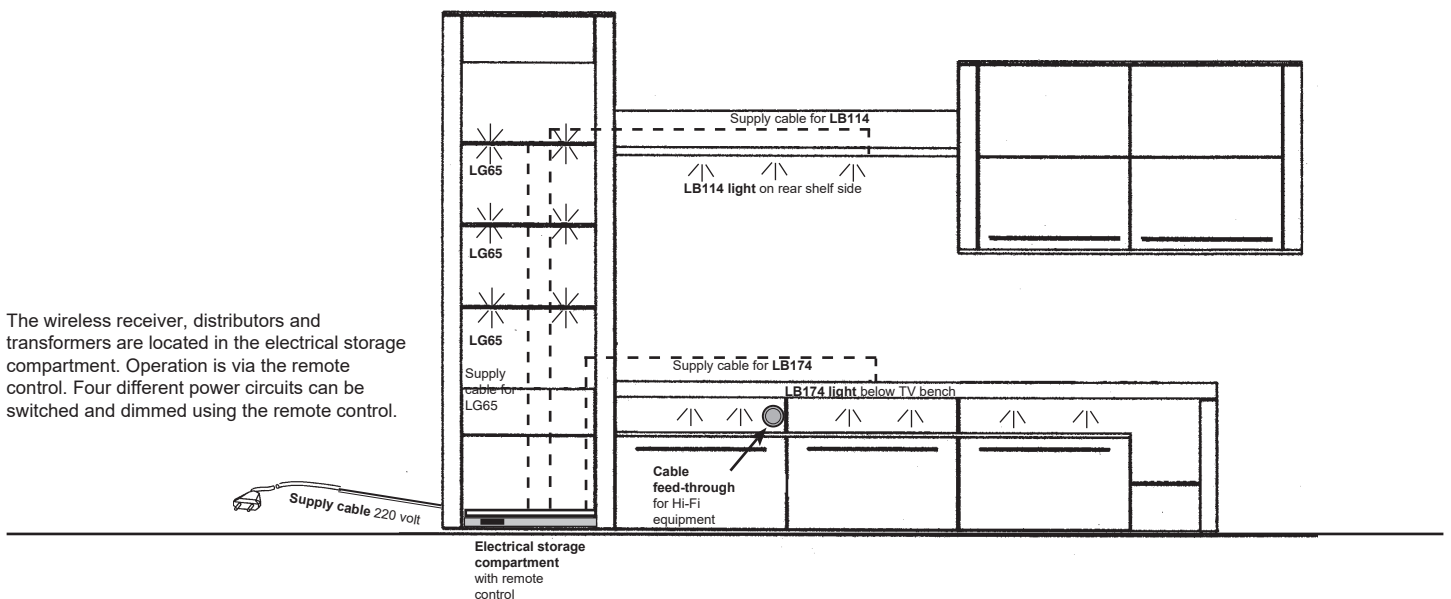 Supply cable for LB114
LG65
LB114 light on rear shelf side
LG65
The wireless receiver, distributors and
transformers are located in the electrical storage
compartment. Operation is via the remote
control. Four different power circuits can be
switched and dimmed using the remote control.
LG65
Supply
cable for
LG65
Supply cable for LB174
LB174 light below TV bench
Cable
feed-through
for Hi-Fi
equipment
Supply cable 220 volt
Electrical storage
compartment
with remote
control